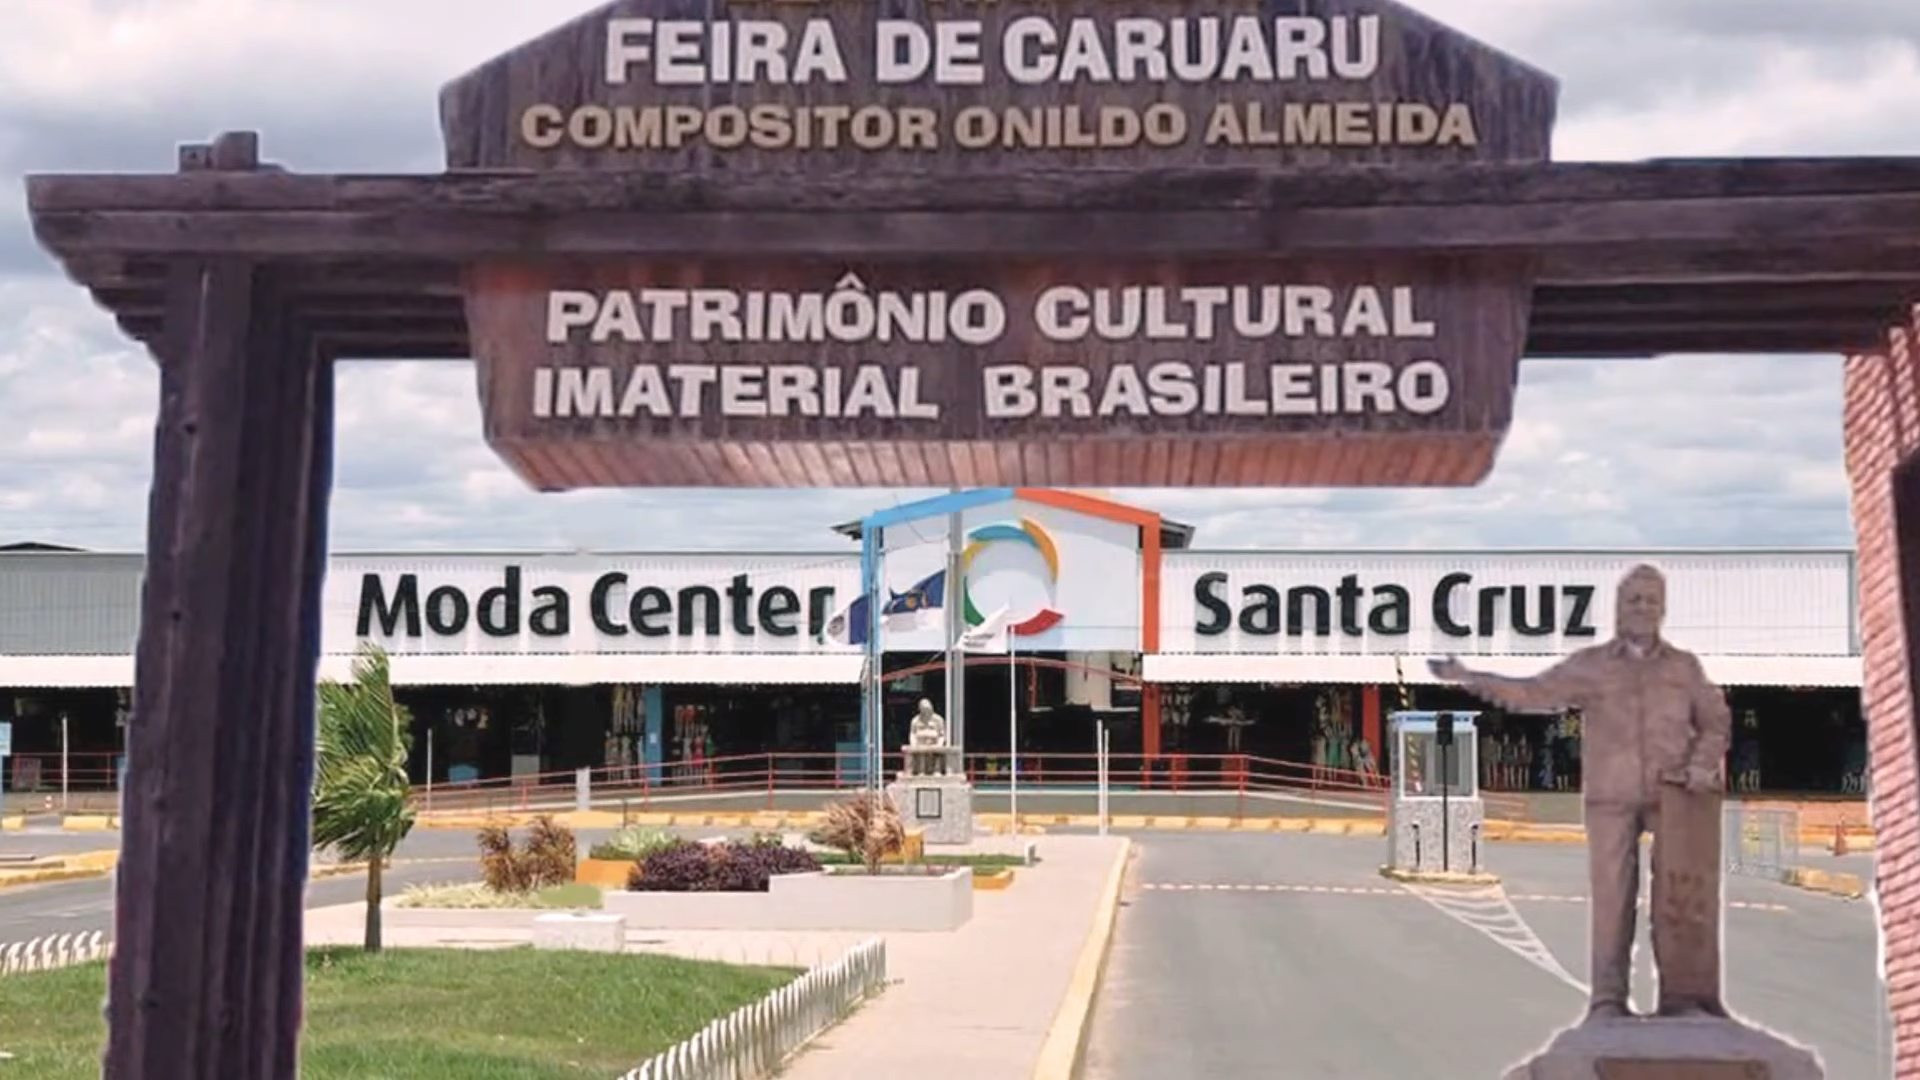 FEIRA DE CARUARU
COMPOSITOR ONILDO ALMEIDA
PATRIMÔNIO CULTURAL
IMATERIAL BRASILEIRO
Moda Center
Santa Cruz